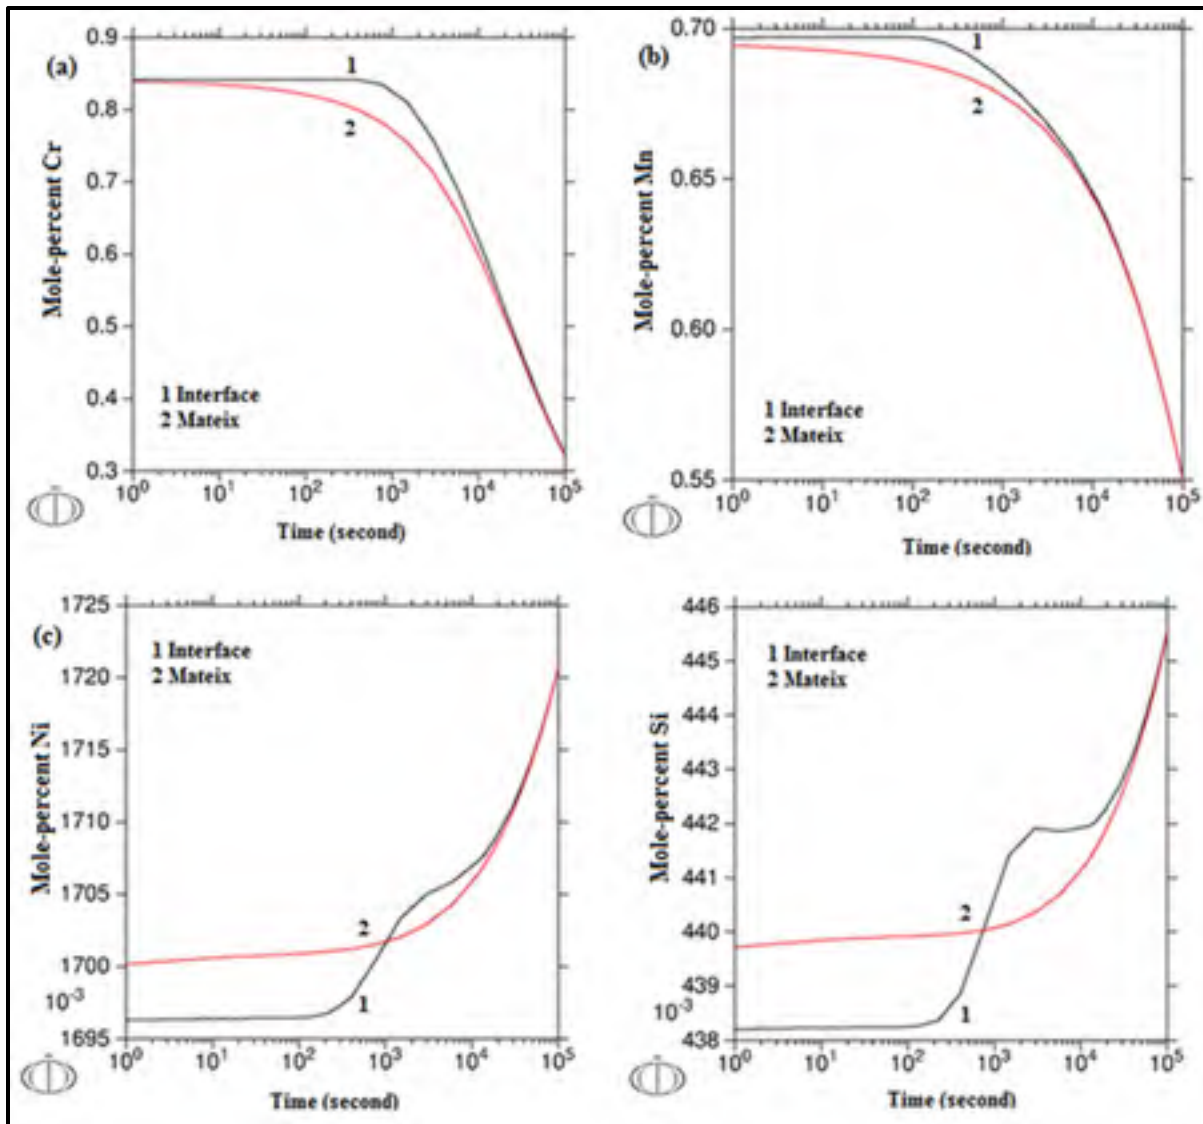 (a)
0.9
0.8
0.7
0.6
0.5
0.4
0.3
Mole-percent Cr
1
2
1 Interface
2 Mateix
10⁰ 10¹ 10² 10³ 10⁴ 10⁵
Time (second)
(b)
0.70
0.65
0.60
0.55
Mole-percent Mn
1
2
1 Interface
2 Mateix
10⁰ 10¹ 10² 10³ 10⁴ 10⁵
Time (second)
(c)
1725
1720
1715
1710
1705
1700
10⁻³
1695
Mole-percent Ni
1 Interface
2 Mateix
2
1
10⁰ 10¹ 10² 10³ 10⁴ 10⁵
Time (second)
446
445
444
443
442
441
440
439
10⁻³
438
Mole-percent Si
1 Interface
2 Mateix
2
1
10⁰ 10¹ 10² 10³ 10⁴ 10⁵
Time (second)